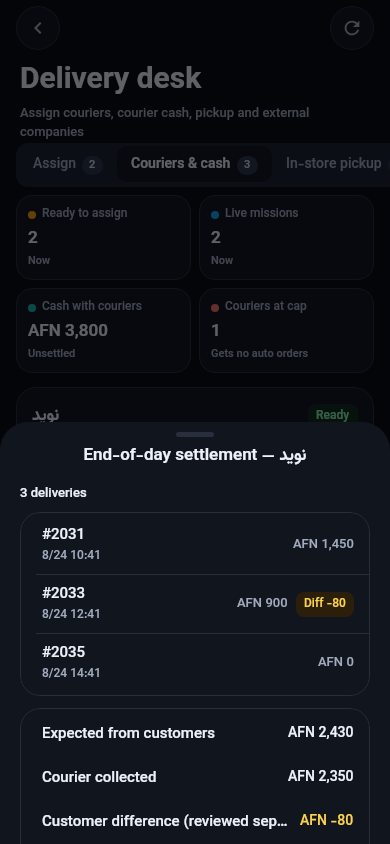 Delivery desk
Assign couriers, courier cash, pickup and external
companies
Assign 2 Couriers & cash 3 In-store pickup
Ready to assign
2
Now
Live missions
2
Now
Cash with couriers
AFN 3,800
Unsettled
Couriers at cap
1
Gets no auto orders
نوید Ready
End-of-day settlement — نوید
3 deliveries
#2031
8/24 10:41
AFN 1,450
#2033
8/24 12:41
AFN 900 Diff -80
#2035
8/24 14:41
AFN 0
Expected from customers AFN 2,430
Courier collected AFN 2,350
Customer difference (reviewed sep... AFN -80